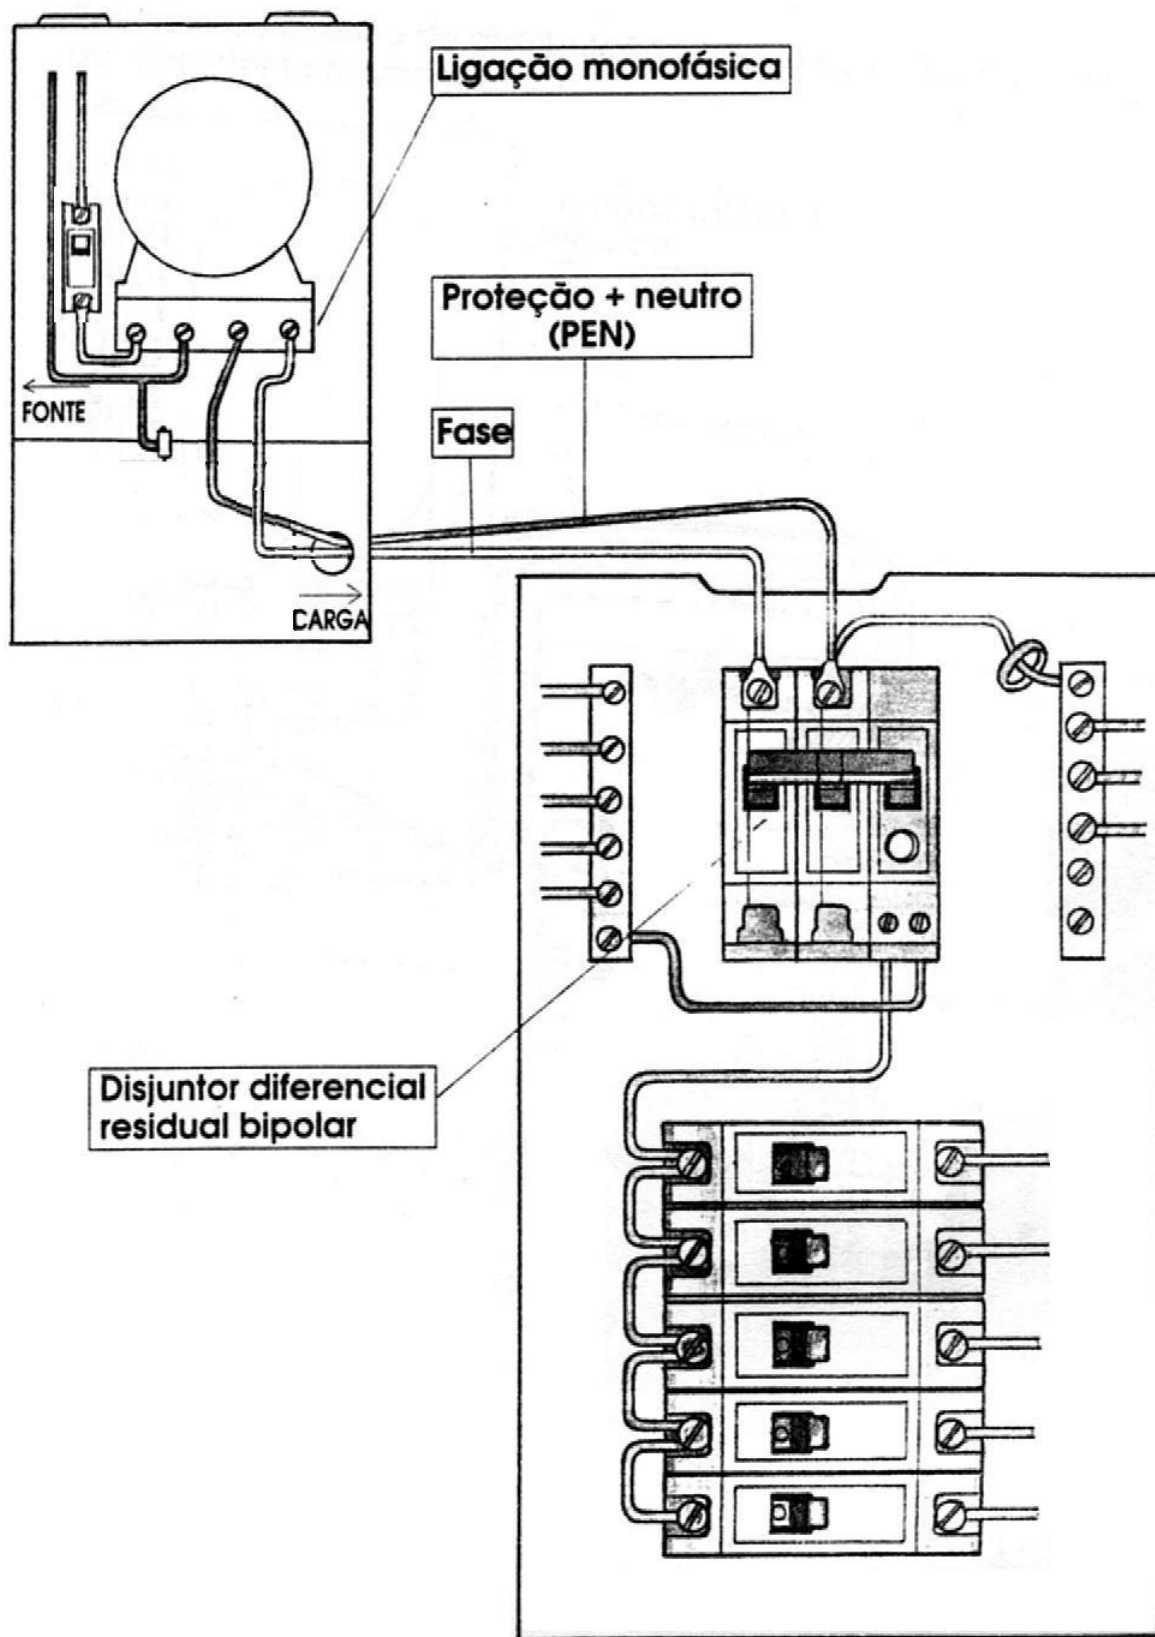 Ligação monofásica
Proteção + neutro
(PEN)
Fase
FONTE
CARGA
Disjuntor diferencial
residual bipolar